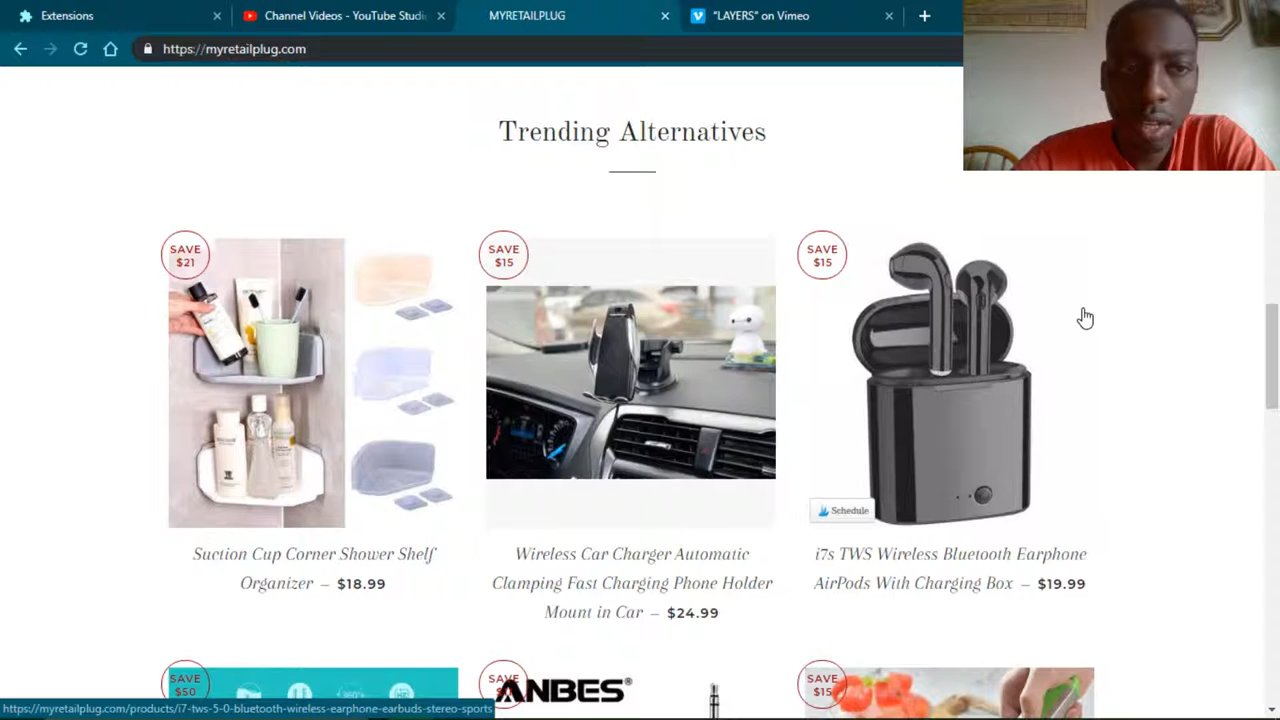 Extensions
Channel Videos - YouTube Studi
MYRETAILPLUG
"LAYERS" on Vimeo
https://myretailplug.com
Trending Alternatives
SAVE
$21
SAVE
$15
SAVE
$15
Schedule
Suction Cup Corner Shower Shelf
Organizer – $18.99
Wireless Car Charger Automatic
Clamping Fast Charging Phone Holder
Mount in Car – $24.99
i7s TWS Wireless Bluetooth Earphone
AirPods With Charging Box – $19.99
SAVE
$50
SAVE
ANBES®
SAVE
$15
https://myretailplug.com/products/i7-tws-5-0-bluetooth-wireless-earphone-earbuds-stereo-sports